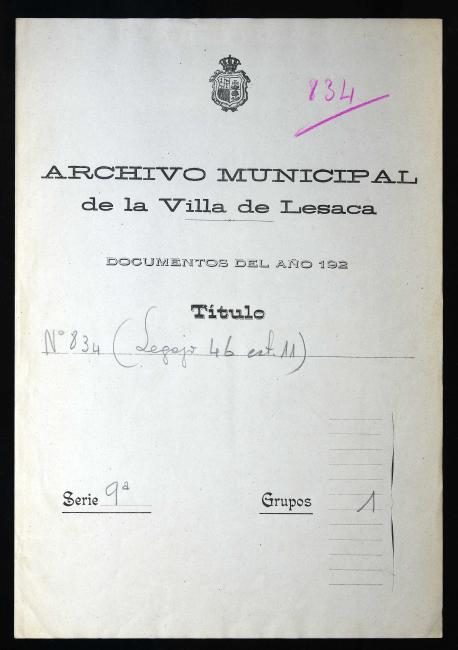 834
ARCHIVO MUNICIPAL
de la Villa de Lesaca
DOCUMENTOS DEL AÑO 192
Título
Nº 834 (Legajo 46 est. 11)
Serie 9ª
Grupos 1